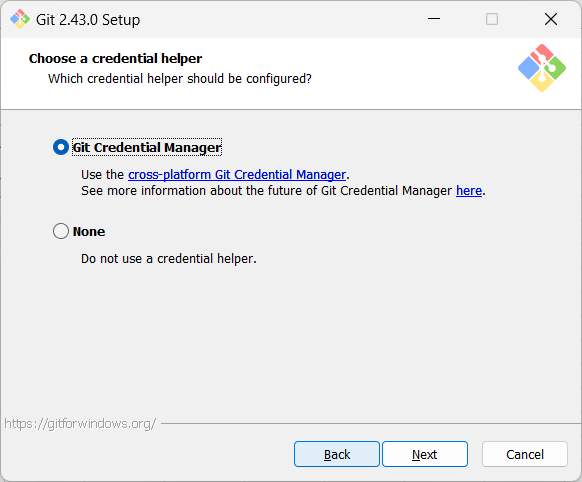 Git 2.43.0 Setup
Choose a credential helper
Which credential helper should be configured?
Git Credential Manager
Use the cross-platform Git Credential Manager.
See more information about the future of Git Credential Manager here.
None
Do not use a credential helper.
https://gitforwindows.org/
Back Next Cancel